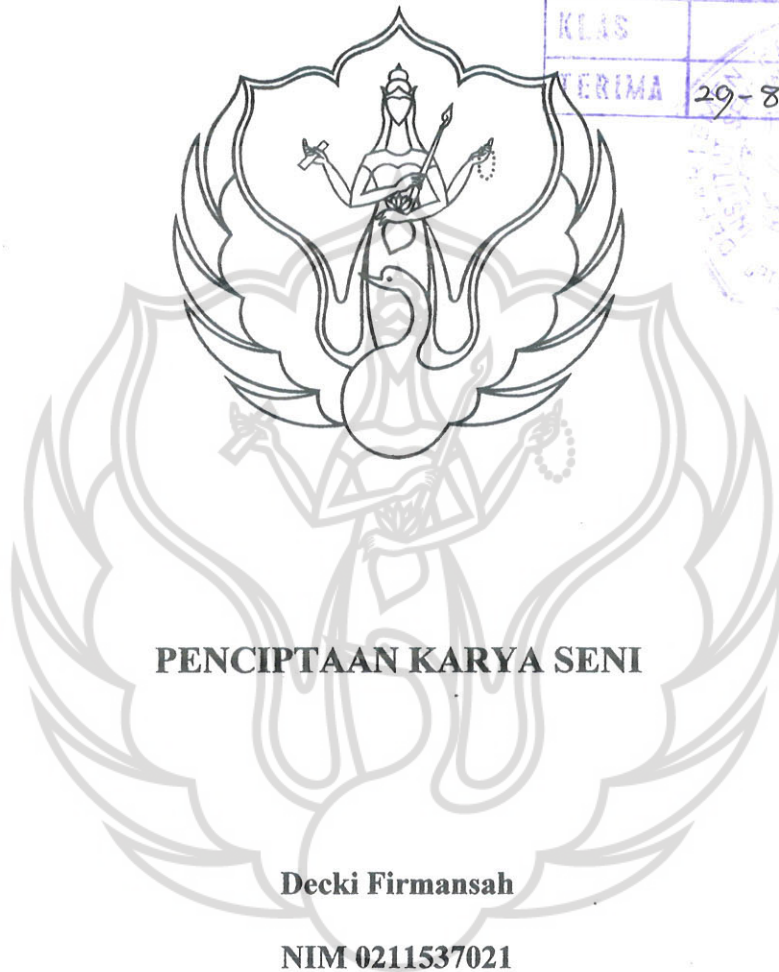 KLAS
TERIMA 29-8
PENCIPTAAN KARYA SENI
Decki Firmansah
NIM 0211537021